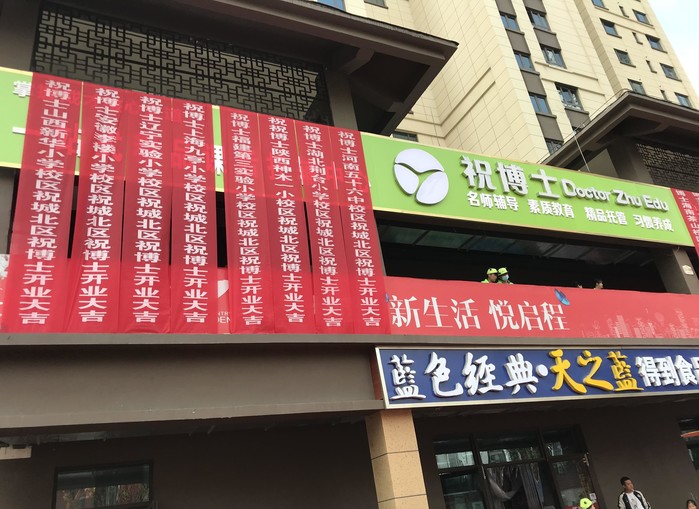 祝博士山西新华小学校区祝城北区祝博士开业大吉
祝博士安徽李楼小学校区祝城北区祝博士开业大吉
祝博士辽宁实验小学校区祝城北区祝博士开业大吉
祝博士上海九亭小学校区祝城北区祝博士开业大吉
祝博士福建第二实验小学校区祝城北区祝博士开业大吉
祝博士陕西神木一小校区祝城北区祝博士开业大吉
祝博士湖北荆育小学校区祝城北区祝博士开业大吉
祝博士河南五十六中校区祝城北区祝博士开业大吉
祝博士 Doctor Zhu Edu
名师辅导 素质教育 精品托管 习惯养成
新生活 悦启程
蓝色经典·天之蓝 得到食